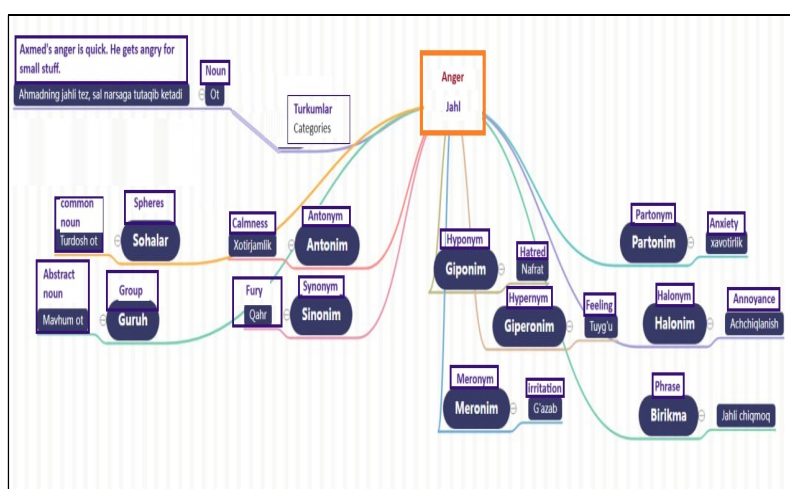 Axmed's anger is quick. He gets angry for
small stuff.
Noun
Ahmadning jahli tez, sal narsaga tutaqib ketadi
Ot
Turkumlar
Categories
Anger
Jahl
common
noun
Turdosh ot
Spheres
Sohalar
Calmness
Xotirjamlik
Antonym
Antonim
Abstract
noun
Mavhum ot
Group
Guruh
Fury
Qahr
Synonym
Sinonim
Hyponym
Giponim
Hatred
Nafrat
Hypernym
Giperonim
Feeling
Tuyg'u
Meronym
Meronim
irritation
G'azab
Partonym
Partonim
Anxiety
xavotirlik
Halonym
Halonim
Annoyance
Achchiqlanish
Phrase
Birikma
Jahli chiqmoq